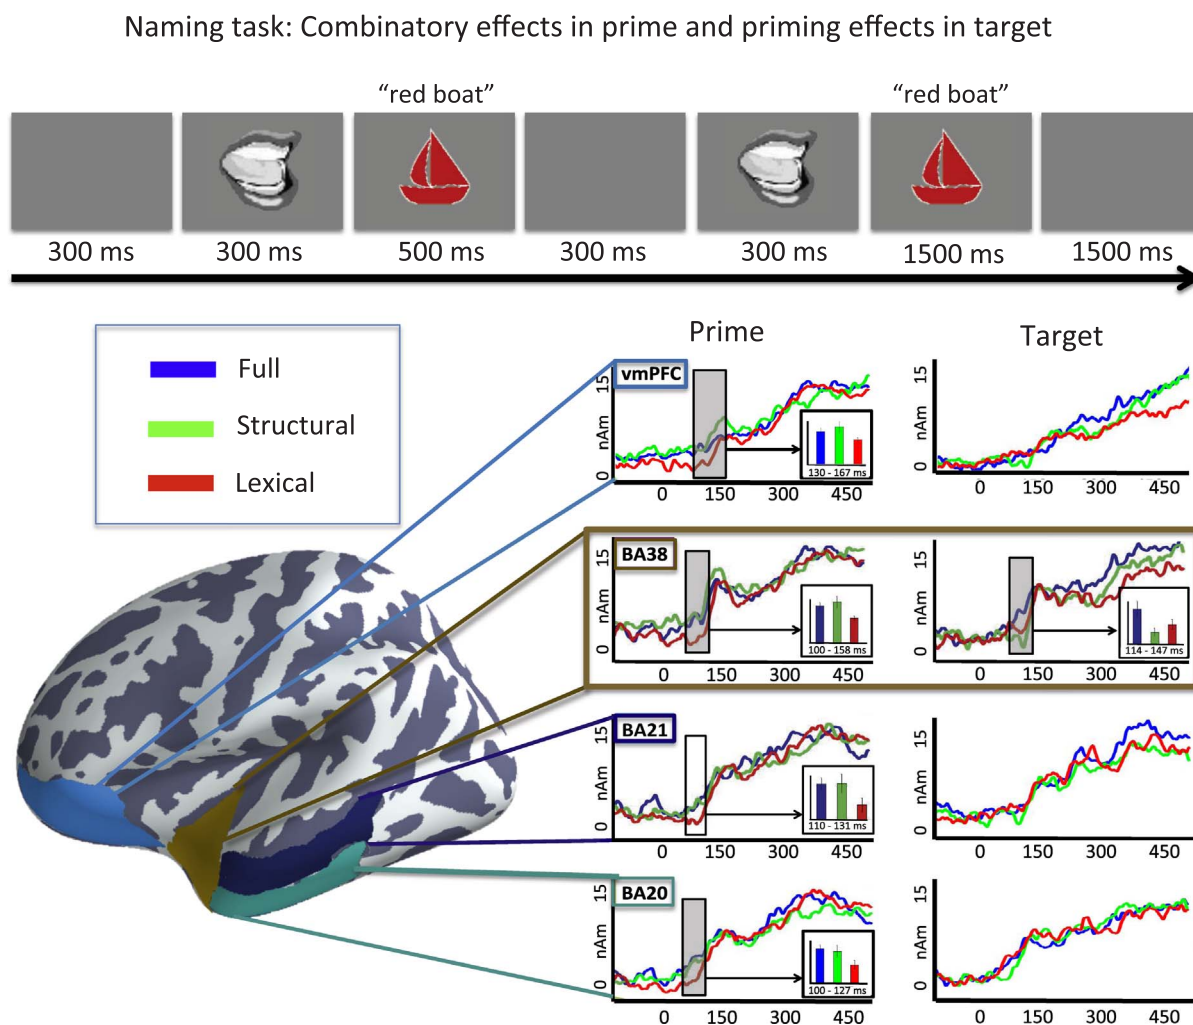 Naming task: Combinatory effects in prime and priming effects in target
“red boat” “red boat”
300 ms 300 ms 500 ms 300 ms 300 ms 1500 ms 1500 ms
Full
Structural
Lexical
Prime Target
vmPFC
15
nAm
0
130 - 167 ms
0 150 300 450
15
nAm
0
0 150 300 450
BA38
15
nAm
0
100 - 158 ms
0 150 300 450
15
nAm
0
114 - 147 ms
0 150 300 450
BA21
15
nAm
0
110 - 131 ms
0 150 300 450
15
nAm
0
0 150 300 450
BA20
15
nAm
0
100 - 127 ms
0 150 300 450
15
nAm
0
0 150 300 450